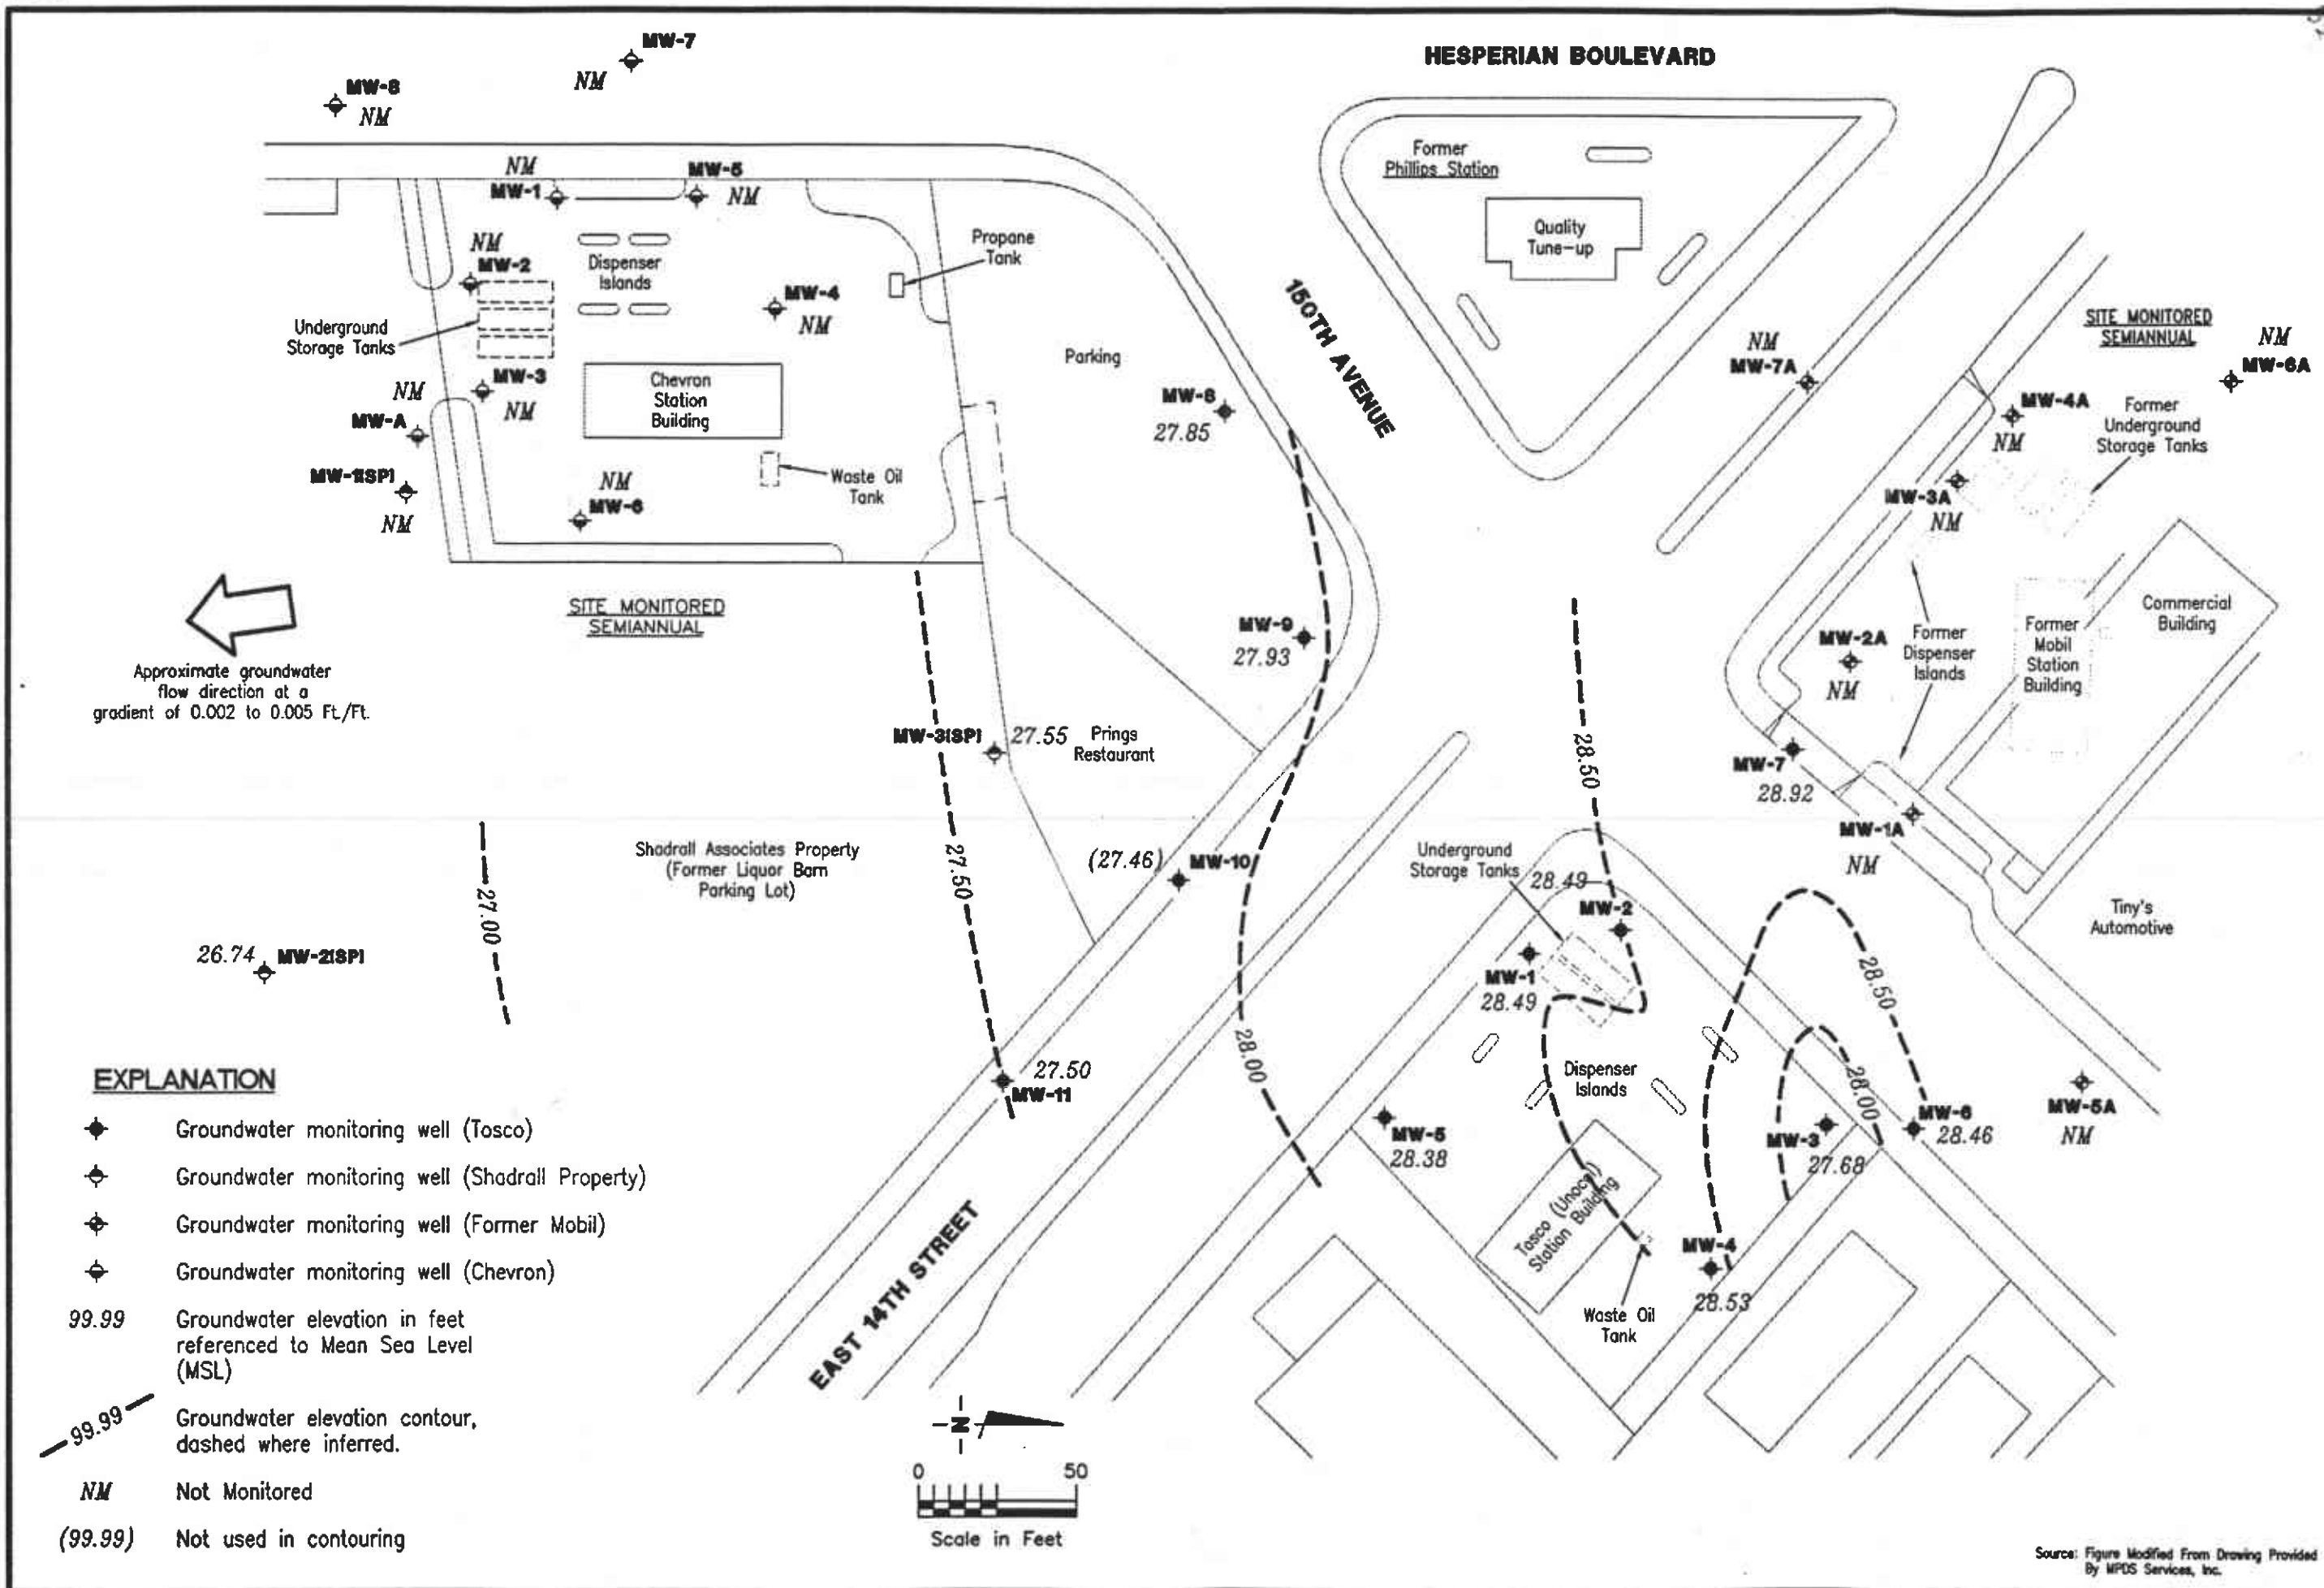 HESPERIAN BOULEVARD
MW-7
NM
MW-8
NM
NM
MW-1
MW-5
NM
NM
MW-2
Dispenser
Islands
Propane
Tank
MW-4
NM
Underground
Storage Tanks
NM
MW-3
NM
MW-A
Chevron
Station
Building
MW-1(SP)
NM
NM
MW-6
Waste Oil
Tank
Parking
MW-8
27.85
150TH AVENUE
Former
Phillips Station
Quality
Tune-up
NM
MW-7A
SITE MONITORED
SEMIANNUAL
NM
MW-6A
MW-4A
NM
Former
Underground
Storage Tanks
MW-3A
NM
Commercial
Building
MW-2A
NM
Former
Dispenser
Islands
Former
Mobil
Station
Building
Approximate groundwater
flow direction at a
gradient of 0.002 to 0.005 Ft./Ft.
SITE MONITORED
SEMIANNUAL
MW-9
27.93
MW-3(SP)
27.55
Prings
Restaurant
28.50
MW-7
28.92
MW-1A
NM
Tiny's
Automotive
Shadrall Associates Property
(Former Liquor Barn
Parking Lot)
27.00
27.50
(27.46)
MW-10
26.74
MW-2(SP)
28.00
27.50
MW-11
Underground
Storage Tanks
28.49
MW-2
MW-1
28.49
28.50
Dispenser
Islands
MW-5
28.38
28.00
MW-3
27.68
MW-6
28.46
MW-5A
NM
Tosco (Unocal)
Station Building
MW-4
28.53
Waste Oil
Tank
EAST 14TH STREET
EXPLANATION
Groundwater monitoring well (Tosco)
Groundwater monitoring well (Shadrall Property)
Groundwater monitoring well (Former Mobil)
Groundwater monitoring well (Chevron)
99.99 Groundwater elevation in feet
referenced to Mean Sea Level
(MSL)
99.99 Groundwater elevation contour,
dashed where inferred.
NM Not Monitored
(99.99) Not used in contouring
N
0 50
Scale in Feet
Source: Figure Modified From Drawing Provided
By MPDS Services, Inc.